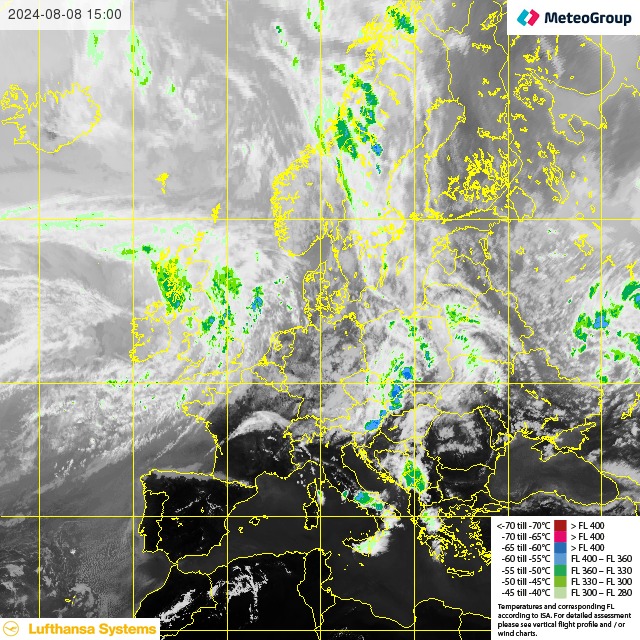 2024-08-08 15:00
MeteoGroup
<-70 till -70°C > FL 400
-70 till -65°C > FL 400
-65 till -60°C > FL 400
-60 till -55°C FL 400 – FL 360
-55 till -50°C FL 360 – FL 330
-50 till -45°C FL 330 – FL 300
-45 till -40°C FL 300 – FL 280
Temperatures and corresponding FL
according to ISA. For detailed assessment
please see vertical flight profile and / or
wind charts.
Lufthansa Systems